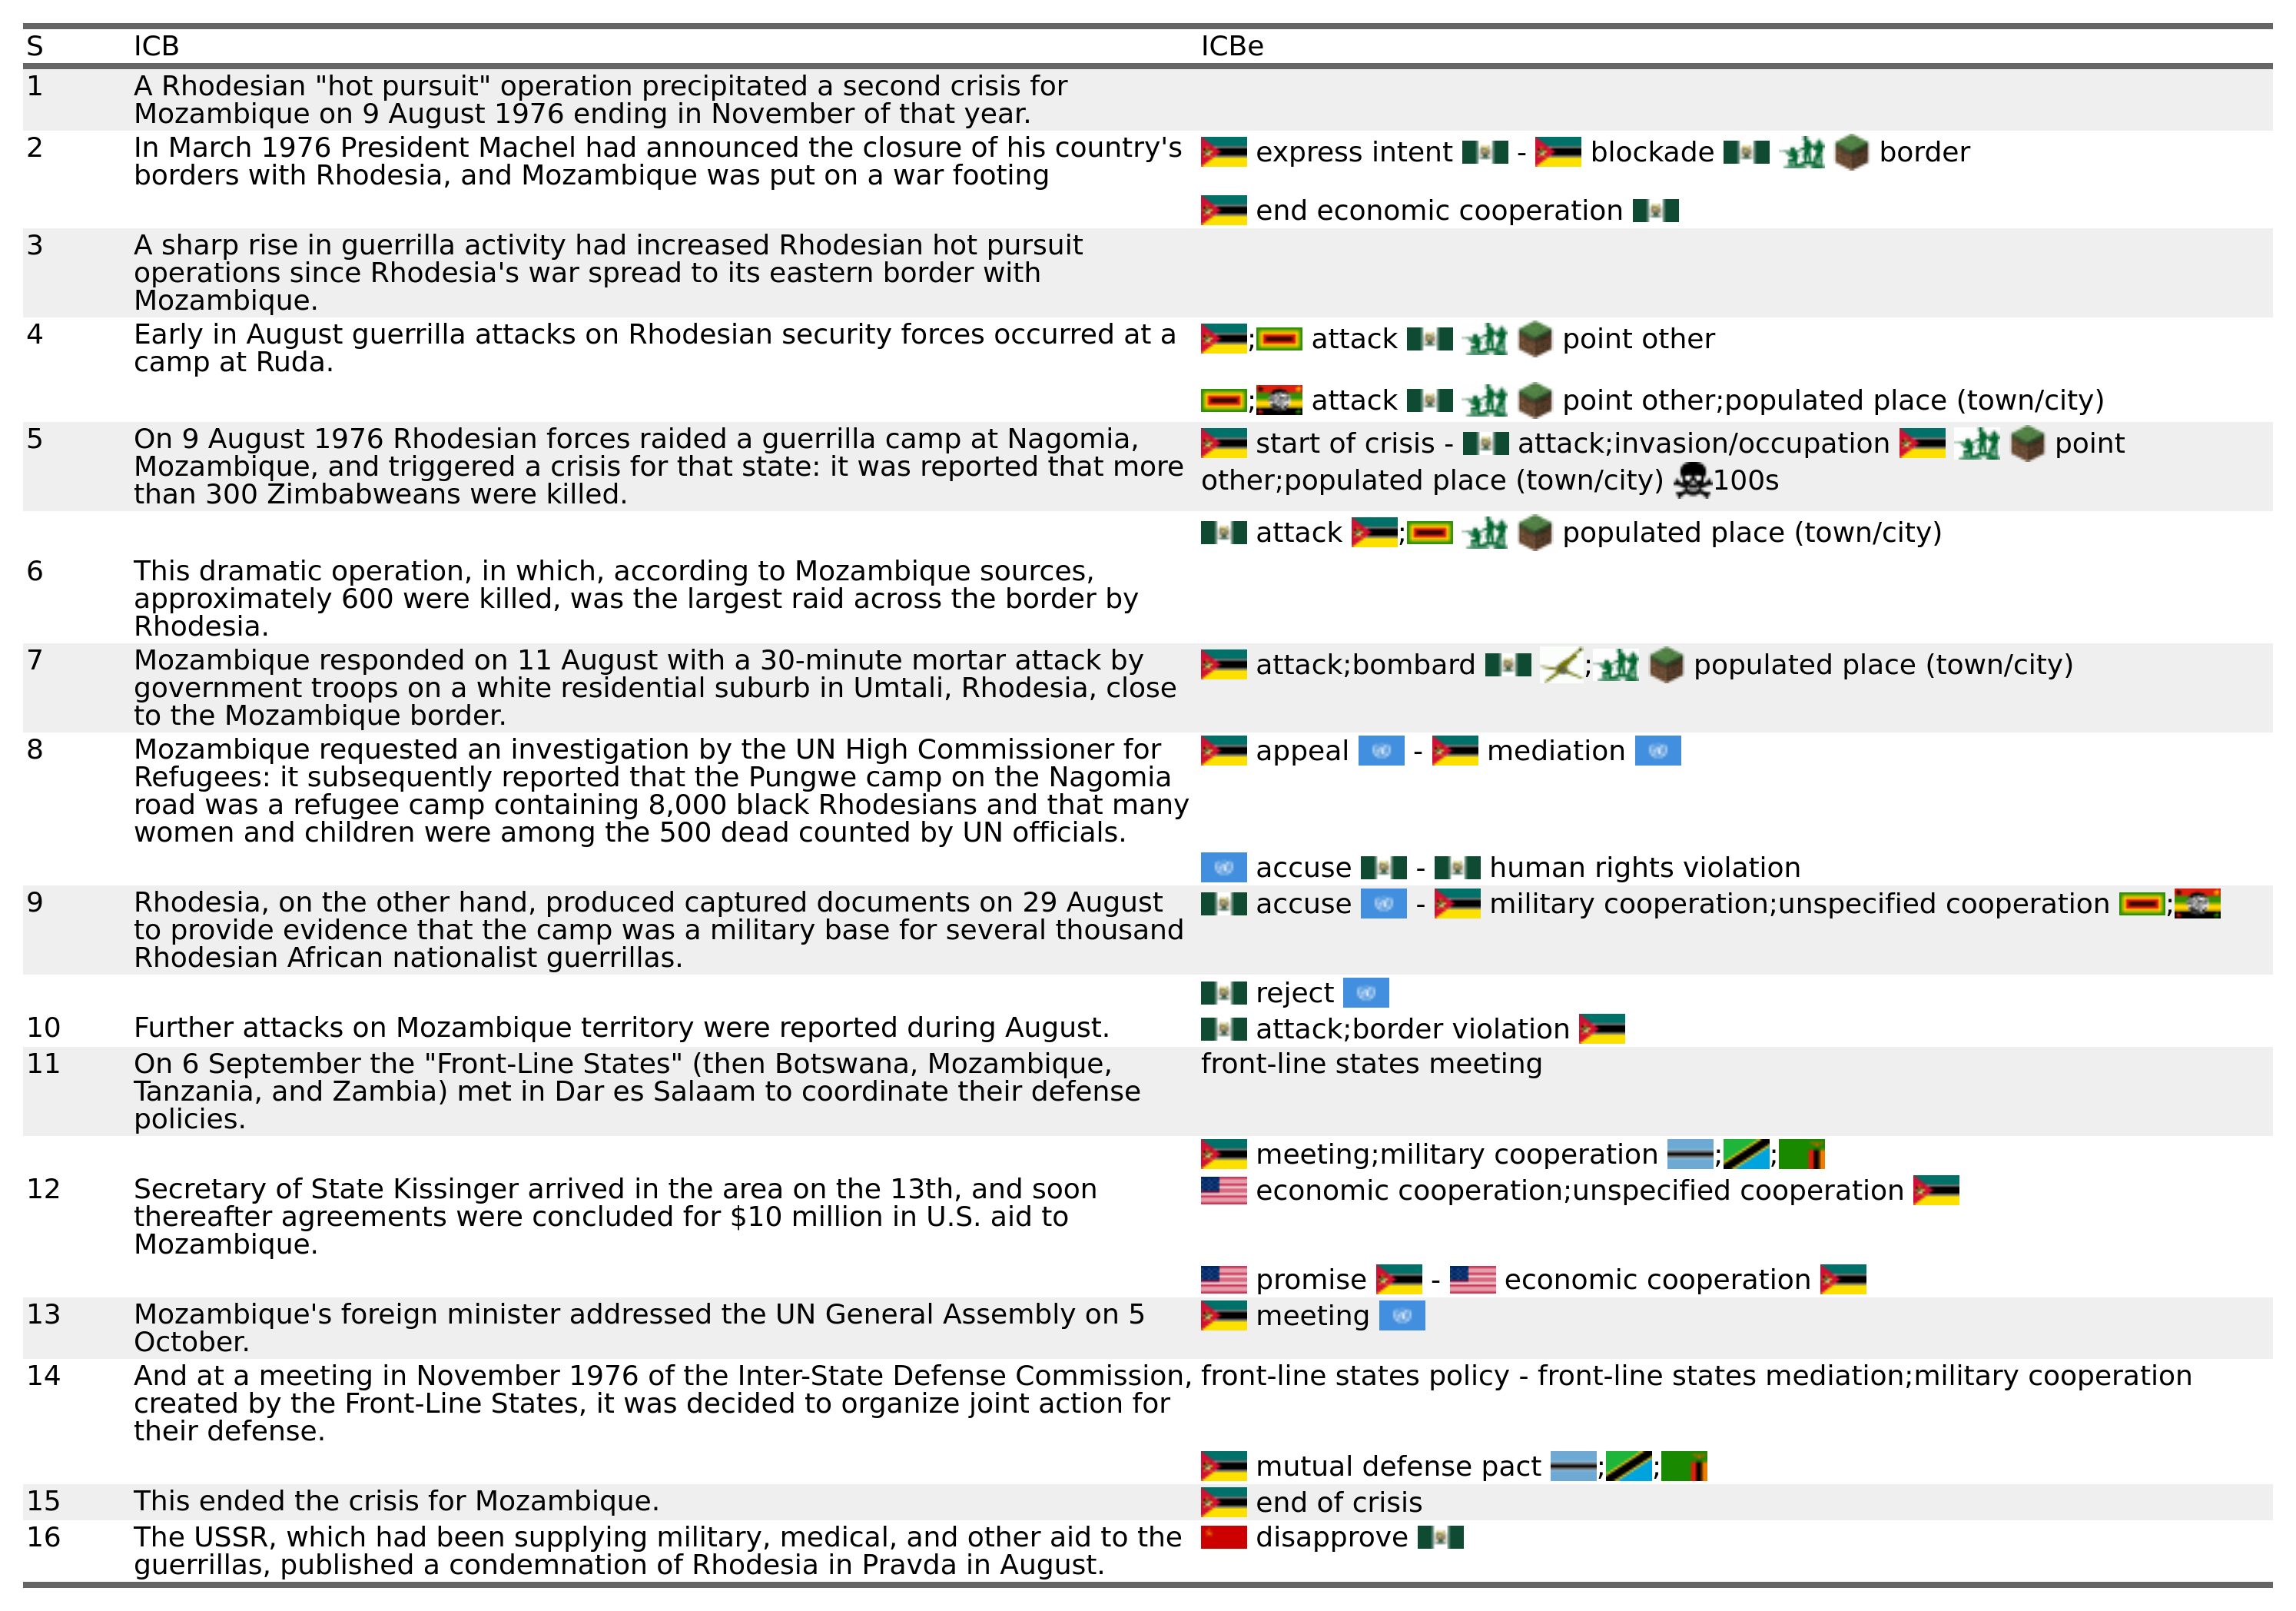 S ICB ICBe
1 A Rhodesian "hot pursuit" operation precipitated a second crisis for
Mozambique on 9 August 1976 ending in November of that year.
2 In March 1976 President Machel had announced the closure of his country's express intent - blockade border
borders with Rhodesia, and Mozambique was put on a war footing
end economic cooperation
3 A sharp rise in guerrilla activity had increased Rhodesian hot pursuit
operations since Rhodesia's war spread to its eastern border with
Mozambique.
4 Early in August guerrilla attacks on Rhodesian security forces occurred at a ; attack point other
camp at Ruda.
; attack point other;populated place (town/city)
5 On 9 August 1976 Rhodesian forces raided a guerrilla camp at Nagomia, start of crisis - attack;invasion/occupation point
Mozambique, and triggered a crisis for that state: it was reported that more other;populated place (town/city) 100s
than 300 Zimbabweans were killed.
attack ; populated place (town/city)
6 This dramatic operation, in which, according to Mozambique sources,
approximately 600 were killed, was the largest raid across the border by
Rhodesia.
7 Mozambique responded on 11 August with a 30-minute mortar attack by attack;bombard ; populated place (town/city)
government troops on a white residential suburb in Umtali, Rhodesia, close
to the Mozambique border.
8 Mozambique requested an investigation by the UN High Commissioner for appeal - mediation
Refugees: it subsequently reported that the Pungwe camp on the Nagomia
road was a refugee camp containing 8,000 black Rhodesians and that many
women and children were among the 500 dead counted by UN officials.
accuse - human rights violation
9 Rhodesia, on the other hand, produced captured documents on 29 August accuse - military cooperation;unspecified cooperation ;
to provide evidence that the camp was a military base for several thousand
Rhodesian African nationalist guerrillas.
reject
10 Further attacks on Mozambique territory were reported during August. attack;border violation
11 On 6 September the "Front-Line States" (then Botswana, Mozambique, front-line states meeting
Tanzania, and Zambia) met in Dar es Salaam to coordinate their defense
policies.
meeting;military cooperation ; ;
12 Secretary of State Kissinger arrived in the area on the 13th, and soon economic cooperation;unspecified cooperation
thereafter agreements were concluded for $10 million in U.S. aid to
Mozambique.
promise - economic cooperation
13 Mozambique's foreign minister addressed the UN General Assembly on 5 meeting
October.
14 And at a meeting in November 1976 of the Inter-State Defense Commission, front-line states policy - front-line states mediation;military cooperation
created by the Front-Line States, it was decided to organize joint action for
their defense.
mutual defense pact ; ;
15 This ended the crisis for Mozambique. end of crisis
16 The USSR, which had been supplying military, medical, and other aid to the disapprove
guerrillas, published a condemnation of Rhodesia in Pravda in August.